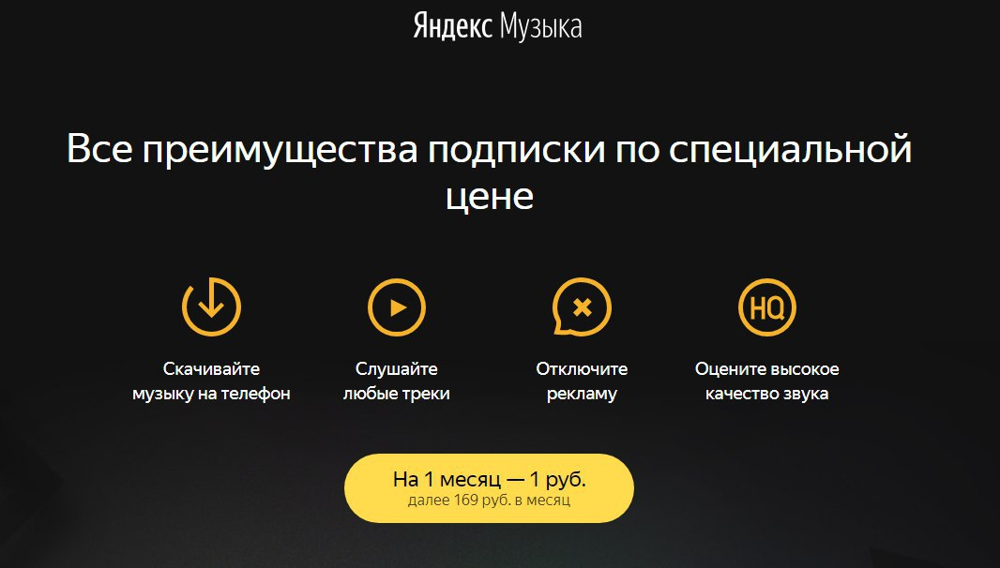 Яндекс Музыка
Все преимущества подписки по специальной
цене
HQ
Скачивайте
музыку на телефон
Слушайте
любые треки
Отключите
рекламу
Оцените высокое
качество звука
На 1 месяц — 1 руб.
далее 169 руб. в месяц